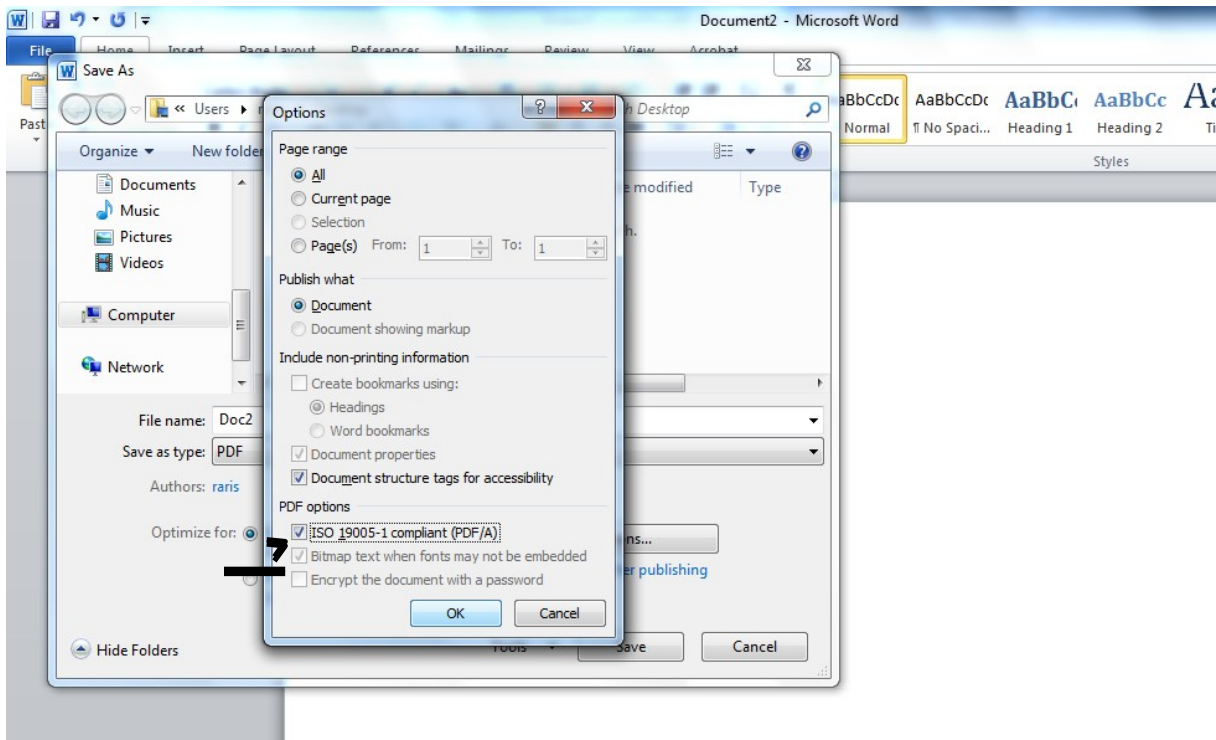 Document2 - Microsoft Word
File Home Insert Page Layout References Mailings Review View Acrobat
Save As
« Users
Desktop
Organize New folder
Documents
Music
Pictures
Videos
Computer
Network
modified Type
File name: Doc2
Save as type: PDF
Authors: raris
Optimize for:
publishing
Hide Folders
Tools Save Cancel
Options
Page range
All
Current page
Selection
Page(s) From: 1 To: 1
Publish what
Document
Document showing markup
Include non-printing information
Create bookmarks using:
Headings
Word bookmarks
Document properties
Document structure tags for accessibility
PDF options
ISO 19005-1 compliant (PDF/A)
Bitmap text when fonts may not be embedded
Encrypt the document with a password
OK Cancel
AaBbCcDc AaBbCc
Normal ¶ No Spaci... Heading 1 Heading 2
Styles